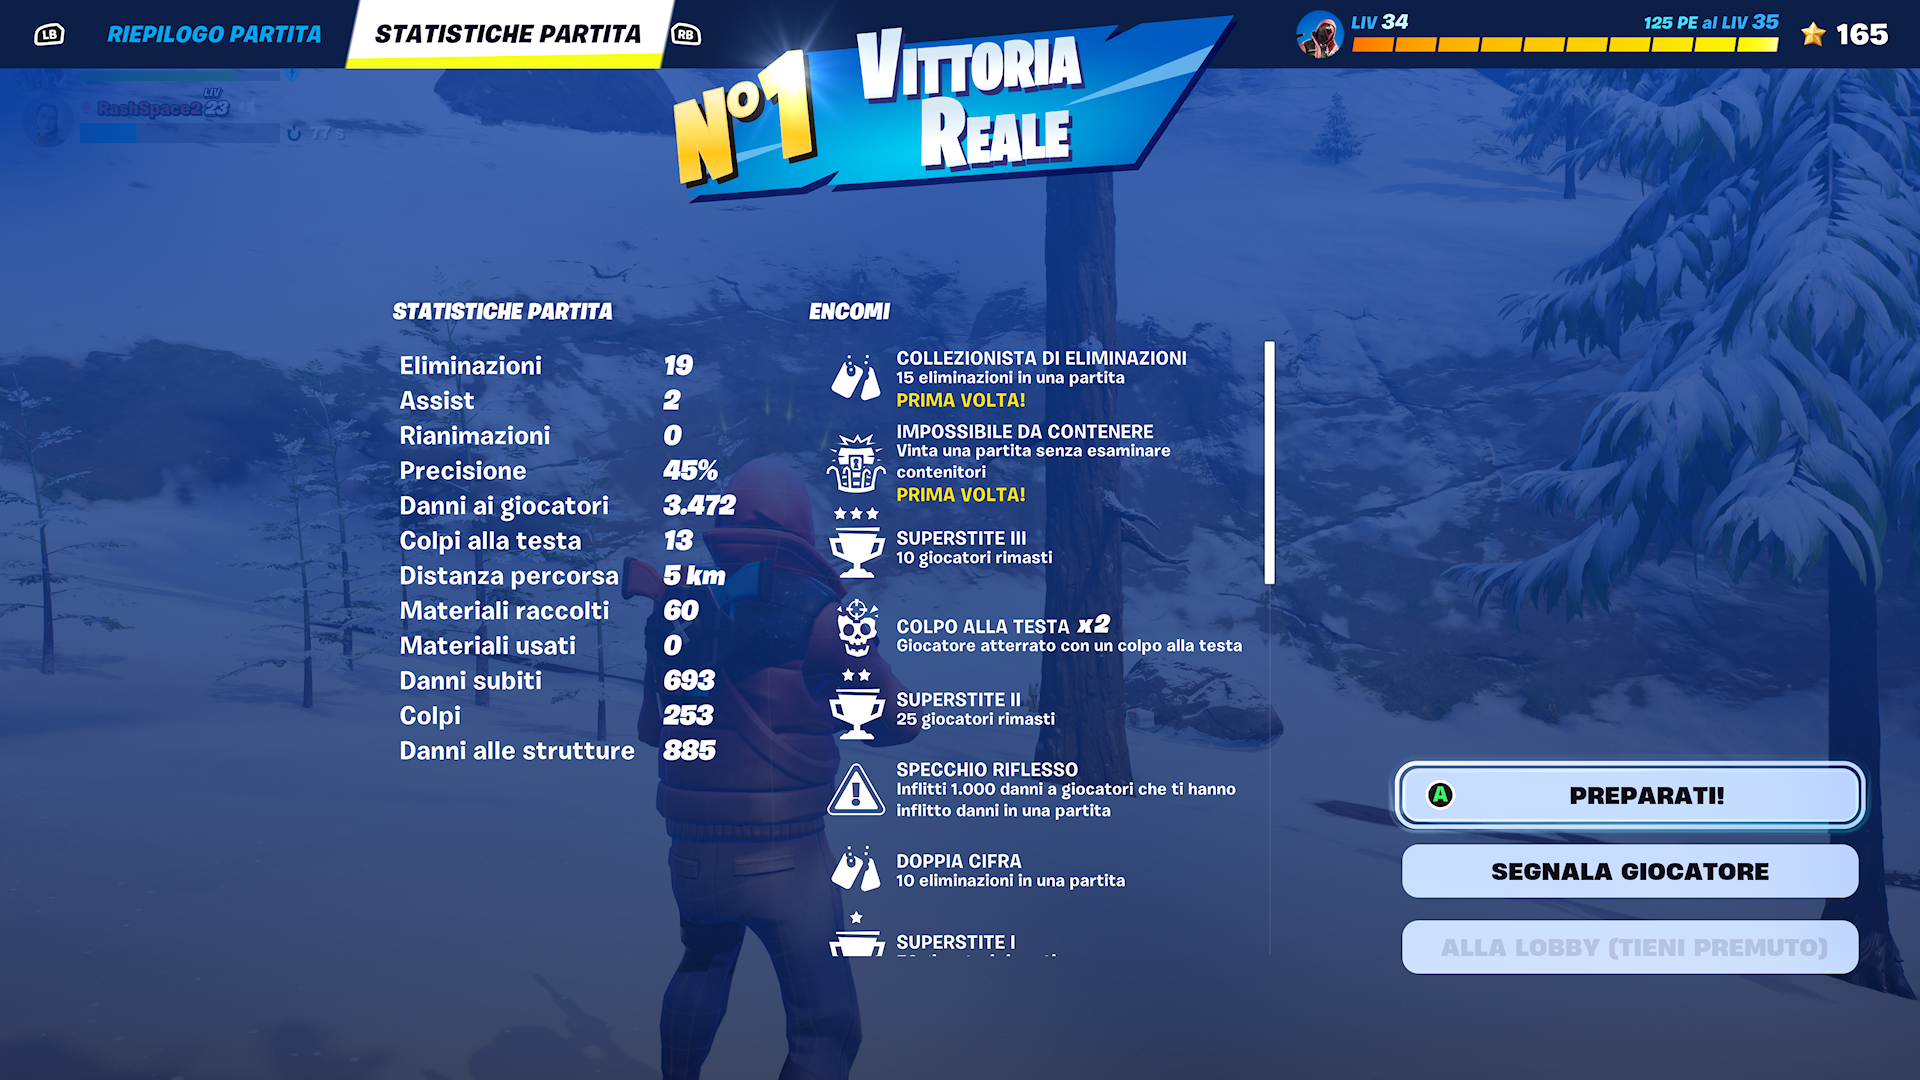 LB
RIEPILOGO PARTITA
STATISTICHE PARTITA
RB
Nº1
VITTORIA
REALE
LIV 34
125 PE al LIV 35
165
LIV
RashSpace2 23
77 s
STATISTICHE PARTITA
Eliminazioni 19
Assist 2
Rianimazioni 0
Precisione 45%
Danni ai giocatori 3.472
Colpi alla testa 13
Distanza percorsa 5 km
Materiali raccolti 60
Materiali usati 0
Danni subiti 693
Colpi 253
Danni alle strutture 885
ENCOMI
COLLEZIONISTA DI ELIMINAZIONI
15 eliminazioni in una partita
PRIMA VOLTA!
IMPOSSIBILE DA CONTENERE
Vinta una partita senza esaminare
contenitori
PRIMA VOLTA!
SUPERSTITE III
10 giocatori rimasti
COLPO ALLA TESTA x2
Giocatore atterrato con un colpo alla testa
SUPERSTITE II
25 giocatori rimasti
SPECCHIO RIFLESSO
Inflitti 1.000 danni a giocatori che ti hanno
inflitto danni in una partita
DOPPIA CIFRA
10 eliminazioni in una partita
SUPERSTITE I
A PREPARATI!
SEGNALA GIOCATORE
ALLA LOBBY (TIENI PREMUTO)